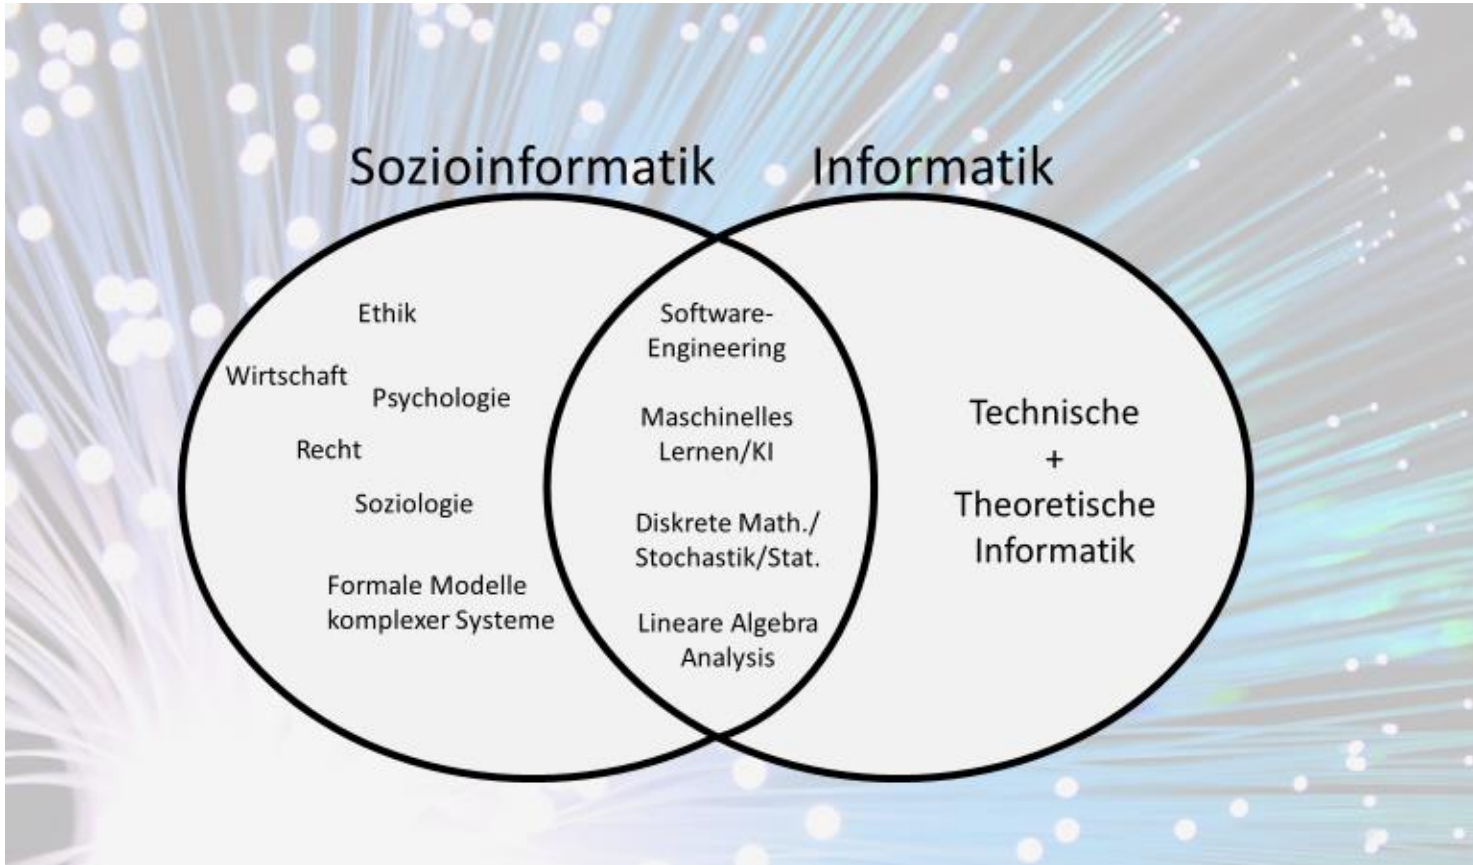 Sozioinformatik
Informatik
Ethik
Wirtschaft
Psychologie
Recht
Soziologie
Formale Modelle
komplexer Systeme
Software-
Engineering
Maschinelles
Lernen/KI
Diskrete Math./
Stochastik/Stat.
Lineare Algebra
Analysis
Technische
+
Theoretische
Informatik